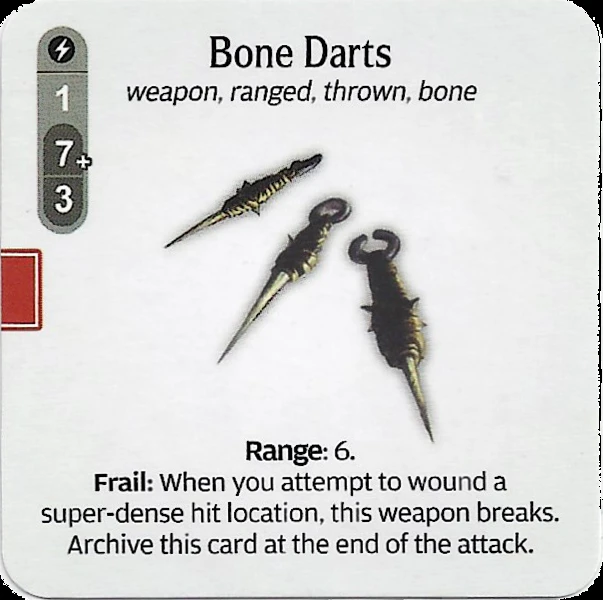 Bone Darts
weapon, ranged, thrown, bone
1
7+
3
Range: 6.
Frail: When you attempt to wound a
super-dense hit location, this weapon breaks.
Archive this card at the end of the attack.